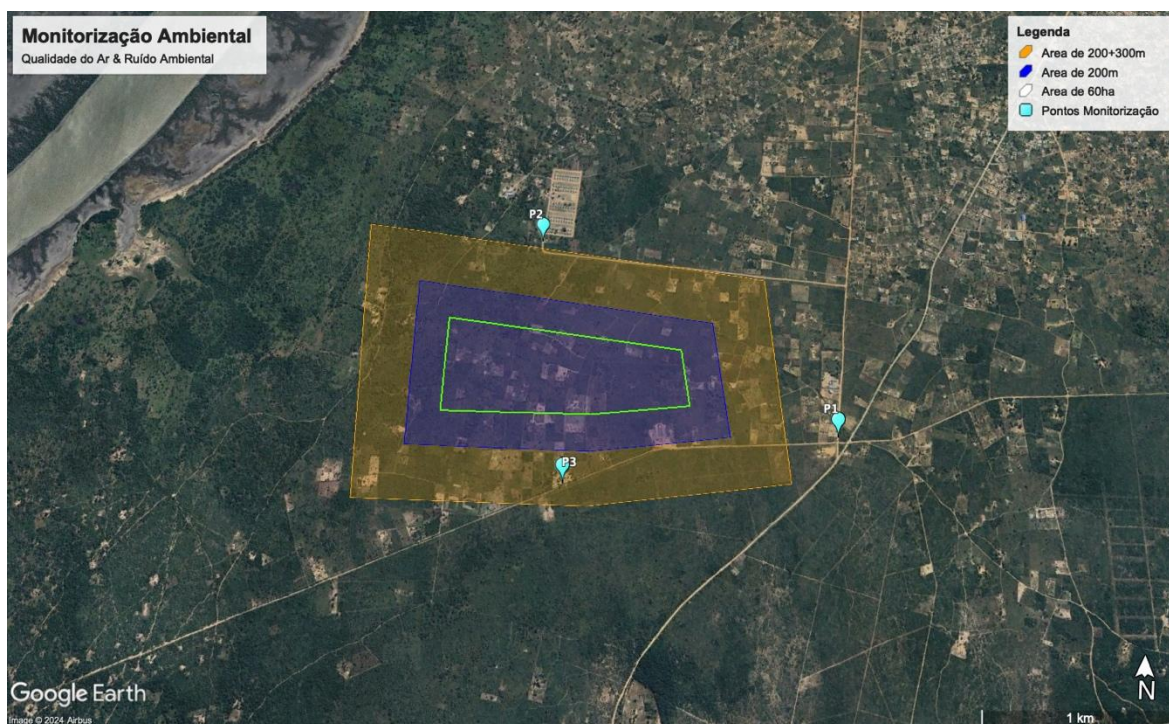 Monitorização Ambiental
Qualidade do Ar & Ruído Ambiental
Legenda
Area de 200+300m
Area de 200m
Area de 60ha
Pontos Monitorização
P2
P1
P3
Google Earth
Image © 2024 Airbus
1 km
N